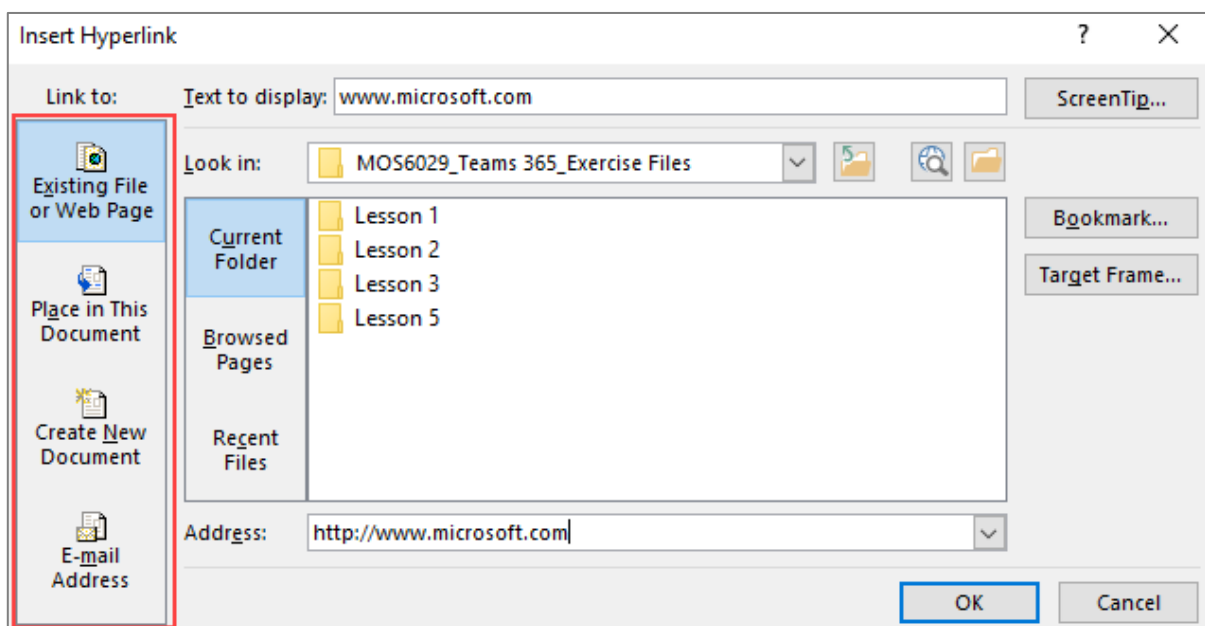 Insert Hyperlink
?
Link to:
Text to display: www.microsoft.com
ScreenTip...
Existing File
or Web Page
Place in This
Document
Create New
Document
E-mail
Address
Look in:
MOS6029_Teams 365_Exercise Files
Current
Folder
Browsed
Pages
Recent
Files
Lesson 1
Lesson 2
Lesson 3
Lesson 5
Bookmark...
Target Frame...
Address:
http://www.microsoft.com
OK
Cancel